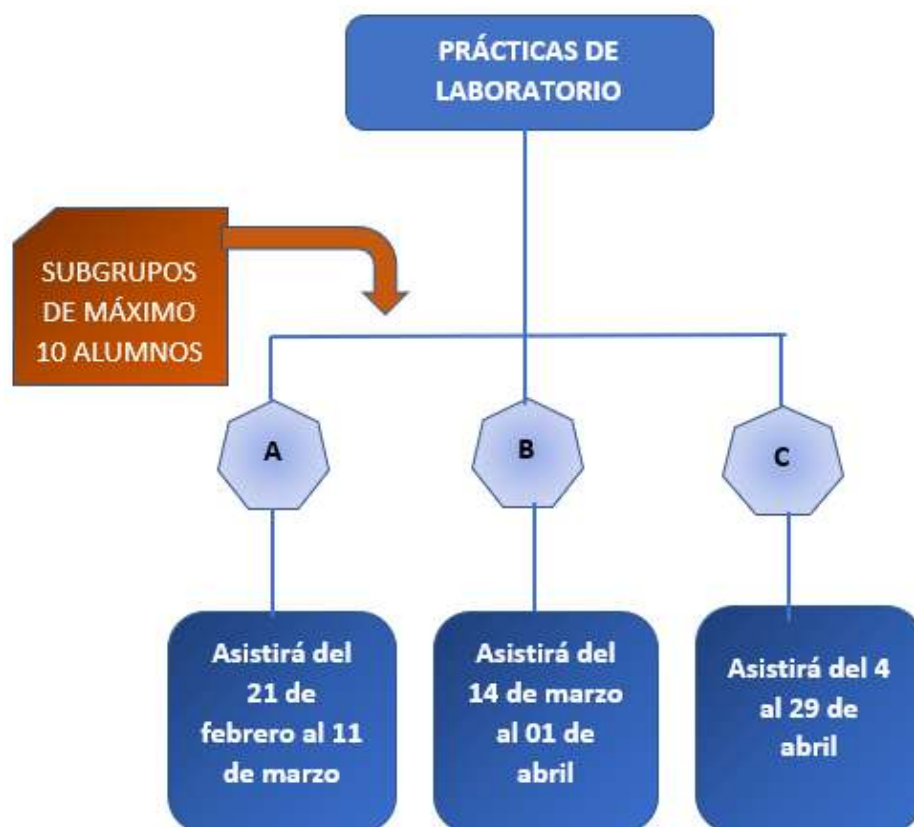 PRÁCTICAS DE
LABORATORIO
SUBGRUPOS
DE MÁXIMO
10 ALUMNOS
A
B
C
Asistirá del
21 de
febrero al 11
de marzo
Asistirá del
14 de marzo
al 01 de
abril
Asistirá del 4
al 29 de
abril